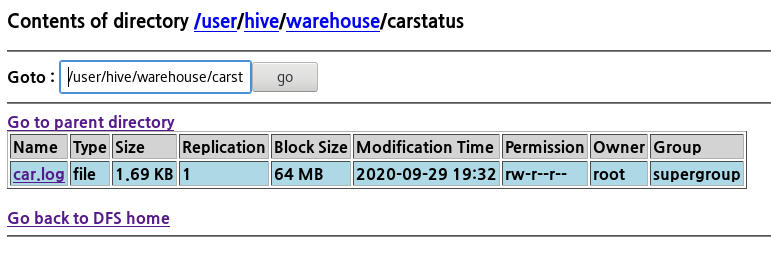 Contents of directory /user/hive/warehouse/carstatus
Goto : /user/hive/warehouse/carst go
Go to parent directory
Name Type Size Replication Block Size Modification Time Permission Owner Group
car.log file 1.69 KB 1 64 MB 2020-09-29 19:32 rw-r--r-- root supergroup
Go back to DFS home